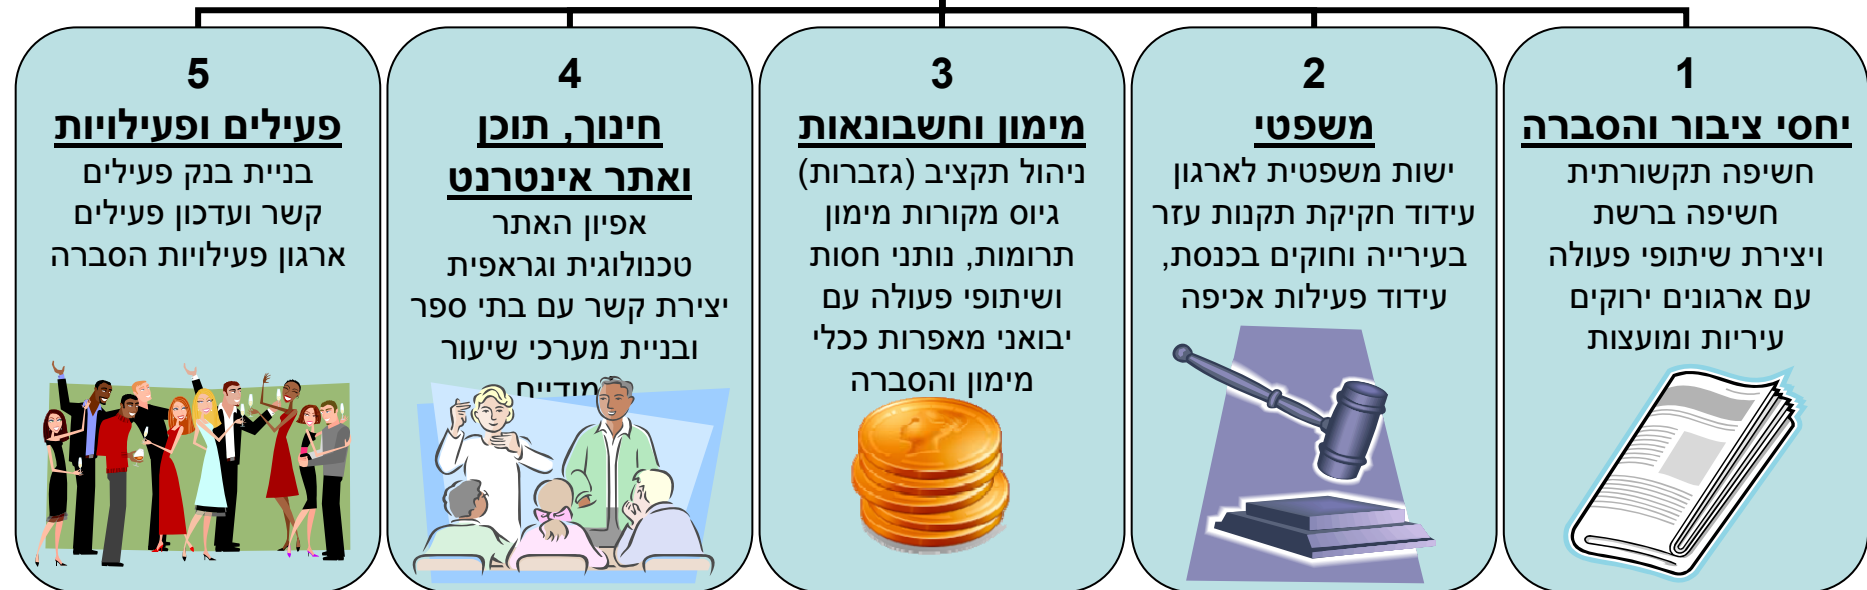 1
יחסי ציבור והסברה
חשיפה תקשורתית
חשיפה ברשת
ויצירת שיתופי פעולה
עם ארגונים ירוקים
עיריות ומועצות
2
משפטי
ישות משפטית לארגון
עידוד חקיקת תקנות עזר
בעירייה וחוקים בכנסת,
עידוד פעילות אכיפה
3
מימון וחשבונאות
ניהול תקציב (גזברות)
גיוס מקורות מימון
תרומות, נותני חסות
ושיתופי פעולה עם
יבואני מאפרות ככלי
מימון והסברה
4
חינוך, תוכן
ואתר אינטרנט
אפיון האתר
טכנולוגית וגראפית
יצירת קשר עם בתי ספר
ובניית מערכי שיעור
5
פעילים ופעילויות
בניית בנק פעילים
קשר ועדכון פעילים
ארגון פעילויות הסברה